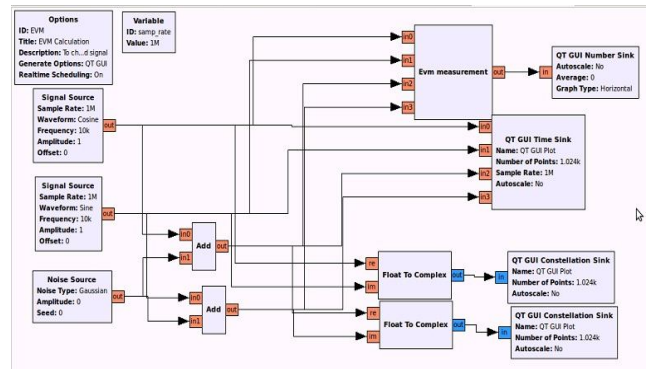 Options
ID: EVM
Title: EVM Calculation
Description: To ch...d signal
Generate Options: QT GUI
Realtime Scheduling: On
Variable
ID: samp_rate
Value: 1M
Signal Source
Sample Rate: 1M
Waveform: Cosine
Frequency: 10k
Amplitude: 1
Offset: 0
out
Signal Source
Sample Rate: 1M
Waveform: Sine
Frequency: 10k
Amplitude: 1
Offset: 0
out
Noise Source
Noise Type: Gaussian
Amplitude: 0
Seed: 0
out
in0
in1
Add
out
in0
in1
Add
out
in0
in1
in2
in3
Evm measurement
out
in
QT GUI Number Sink
Autoscale: No
Average: 0
Graph Type: Horizontal
in0
in1
in2
in3
QT GUI Time Sink
Name: QT GUI Plot
Number of Points: 1.024k
Sample Rate: 1M
Autoscale: No
re
im
Float To Complex
out
in
QT GUI Constellation Sink
Name: QT GUI Plot
Number of Points: 1.024k
Autoscale: No
re
im
Float To Complex
out
in
QT GUI Constellation Sink
Name: QT GUI Plot
Number of Points: 1.024k
Autoscale: No